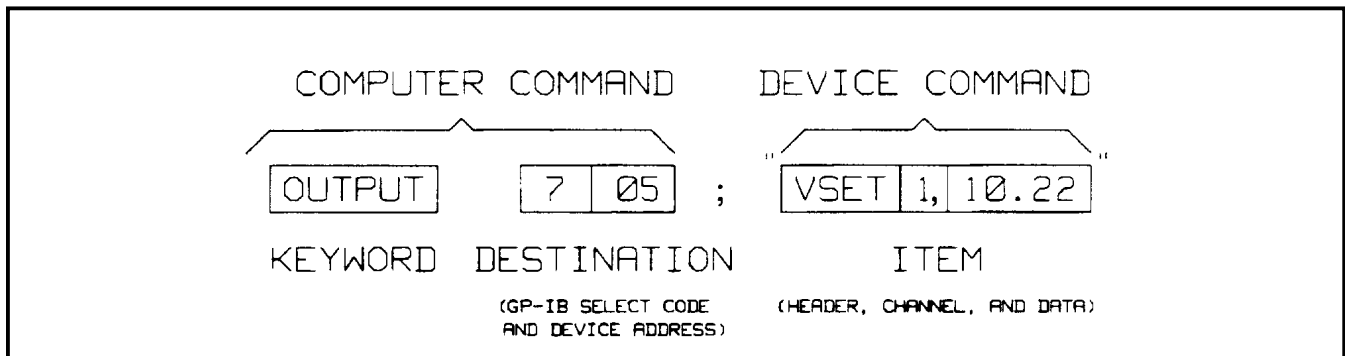 COMPUTER COMMAND DEVICE COMMAND
OUTPUT 7 05 ; "VSET 1, 10.22"
KEYWORD DESTINATION ITEM
(GP-IB SELECT CODE (HEADER, CHANNEL, AND DATA)
AND DEVICE ADDRESS)